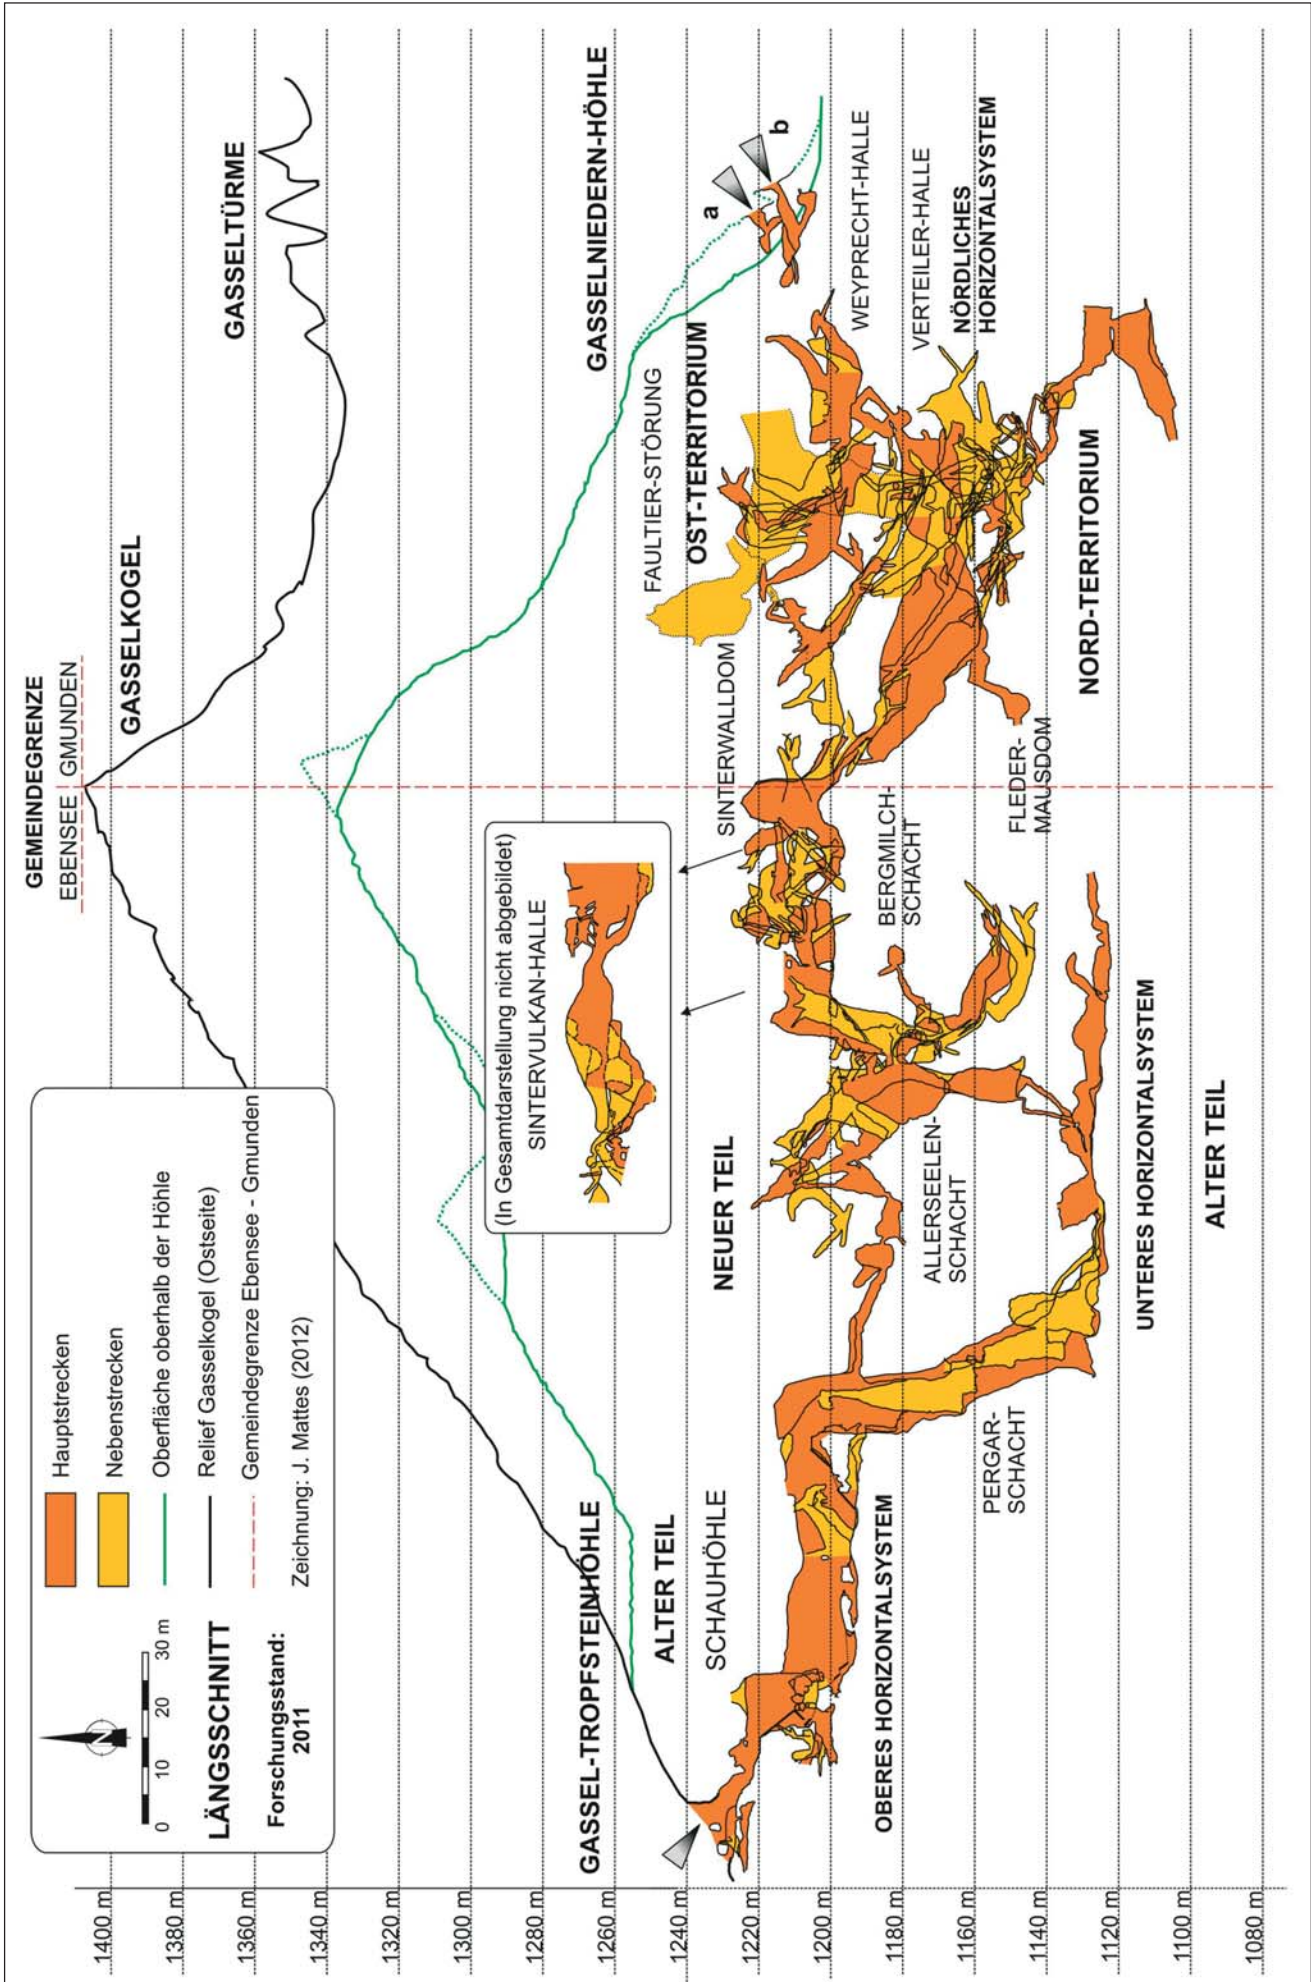 GEMEINDEGRENZE
EBENSEE GMUNDEN
GASSELKOGEL
GASSELTÜRME
Hauptstrecken
Nebenstrecken
Oberfläche oberhalb der Höhle
Relief Gasselkogel (Ostseite)
Gemeindegrenze Ebensee - Gmunden
Zeichnung: J. Mattes (2012)
N
0 10 20 30 m
LÄNGSSCHNITT
Forschungsstand:
2011
1400 m
1380 m
1360 m
1340 m
1320 m
1300 m
1280 m
1260 m
1240 m
1220 m
1200 m
1180 m
1160 m
1140 m
1120 m
1100 m
1080 m
(In Gesamtdarstellung nicht abgebildet)
SINTERVULKAN-HALLE
GASSEL-TROPFSTEINHÖHLE
GASSELNIEDERN-HÖHLE
a
b
ALTER TEIL
SCHAUHÖHLE
NEUER TEIL
SINTERWALLDOM
FAULTIER-STÖRUNG
OST-TERRITORIUM
WEYPRECHT-HALLE
VERTEILER-HALLE
NÖRDLICHES
HORIZONTALSYSTEM
OBERES HORIZONTALSYSTEM
PERGAR-
SCHACHT
ALLERSEELEN-
SCHACHT
BERGMILCH-
SCHACHT
FLEDER-
MAUSDOM
NORD-TERRITORIUM
UNTERES HORIZONTALSYSTEM
ALTER TEIL